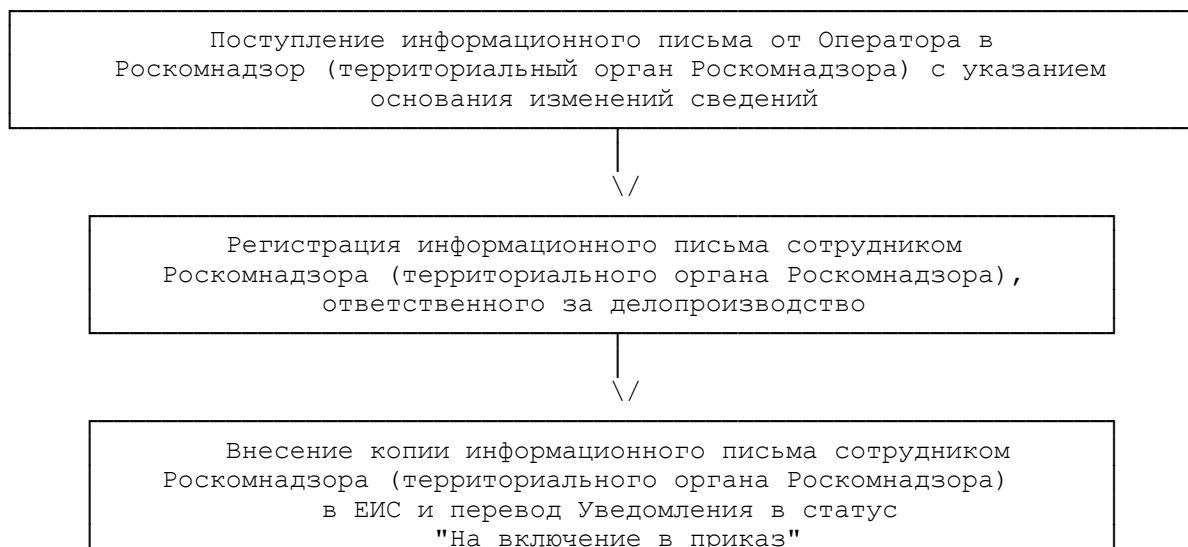 Поступление информационного письма от Оператора в
Роскомнадзор (территориальный орган Роскомнадзора) с указанием
основания изменений сведений
Регистрация информационного письма сотрудником
Роскомнадзора (территориального органа Роскомнадзора),
ответственного за делопроизводство
Внесение копии информационного письма сотрудником
Роскомнадзора (территориального органа Роскомнадзора)
в ЕИС и перевод Уведомления в статус
"На включение в приказ"